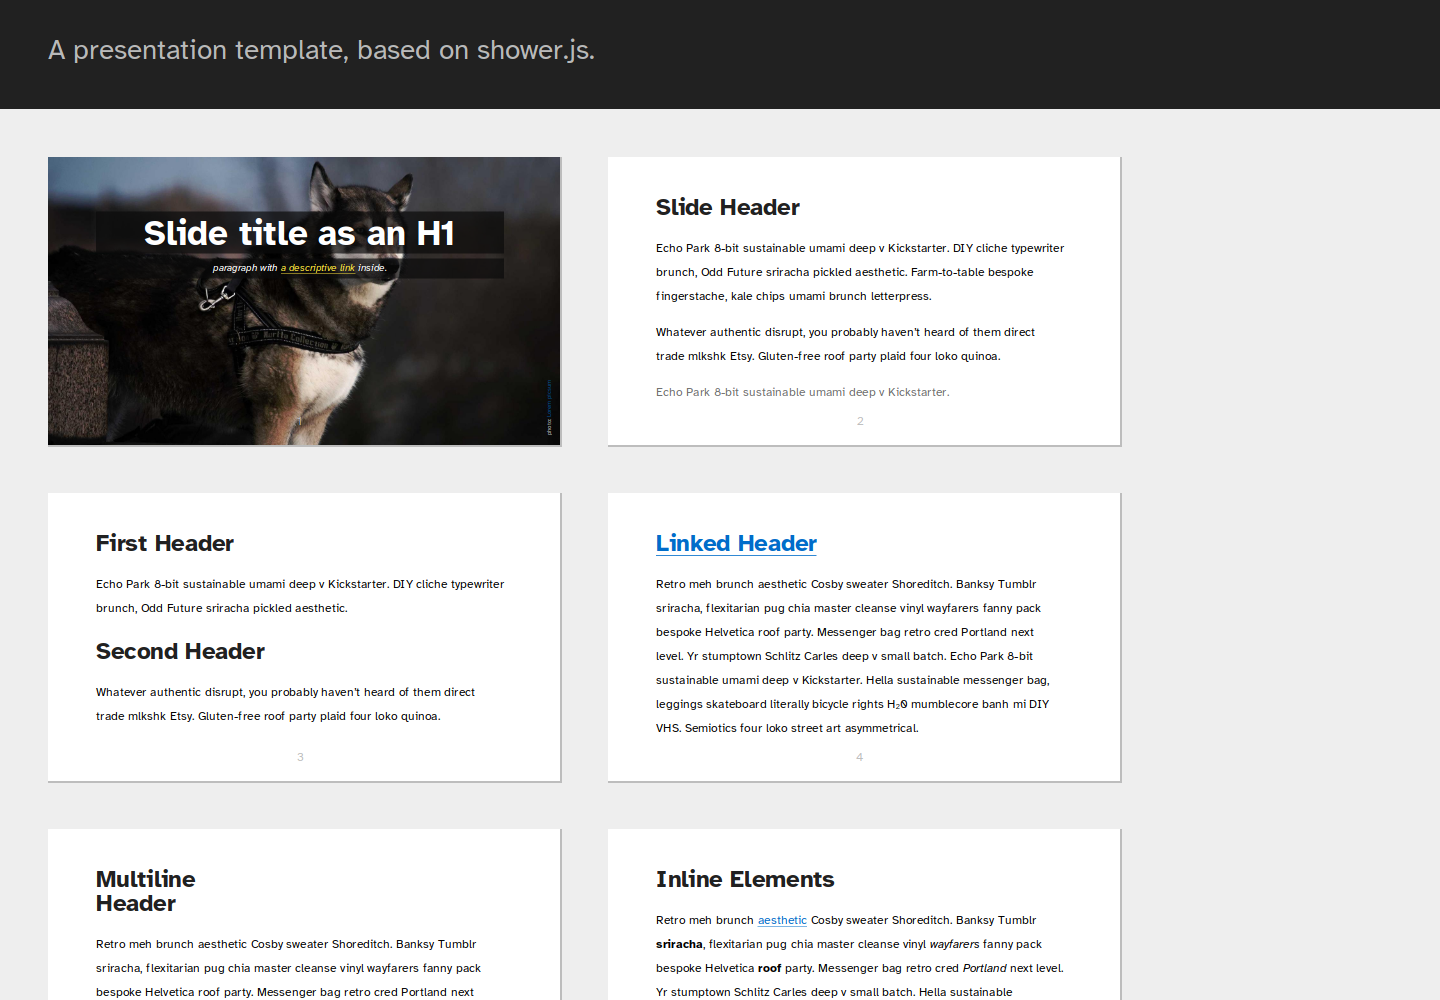 A presentation template, based on shower.js.
Slide title as an H1
paragraph with a descriptive link inside.
photo:
Slide Header
Echo Park 8-bit sustainable umami deep v Kickstarter. DIY cliche typewriter
brunch, Odd Future sriracha pickled aesthetic. Farm-to-table bespoke
fingerstache, kale chips umami brunch letterpress.
Whatever authentic disrupt, you probably haven't heard of them direct
trade mlkshk Etsy. Gluten-free roof party plaid four loko quinoa.
Echo Park 8-bit sustainable umami deep v Kickstarter.
2
First Header
Echo Park 8-bit sustainable umami deep v Kickstarter. DIY cliche typewriter
brunch, Odd Future sriracha pickled aesthetic.
Second Header
Whatever authentic disrupt, you probably haven't heard of them direct
trade mlkshk Etsy. Gluten-free roof party plaid four loko quinoa.
3
Linked Header
Retro meh brunch aesthetic Cosby sweater Shoreditch. Banksy Tumblr
sriracha, flexitarian pug chia master cleanse vinyl wayfarers fanny pack
bespoke Helvetica roof party. Messenger bag retro cred Portland next
level. Yr stumptown Schlitz Carles deep v small batch. Echo Park 8-bit
sustainable umami deep v Kickstarter. Hella sustainable messenger bag,
leggings skateboard literally bicycle rights H₂0 mumblecore banh mi DIY
VHS. Semiotics four loko street art asymmetrical.
4
Multiline
Header
Retro meh brunch aesthetic Cosby sweater Shoreditch. Banksy Tumblr
sriracha, flexitarian pug chia master cleanse vinyl wayfarers fanny pack
bespoke Helvetica roof party. Messenger bag retro cred Portland next
Inline Elements
Retro meh brunch aesthetic Cosby sweater Shoreditch. Banksy Tumblr
sriracha, flexitarian pug chia master cleanse vinyl wayfarers fanny pack
bespoke Helvetica roof party. Messenger bag retro cred Portland next level.
Yr stumptown Schlitz Carles deep v small batch. Hella sustainable